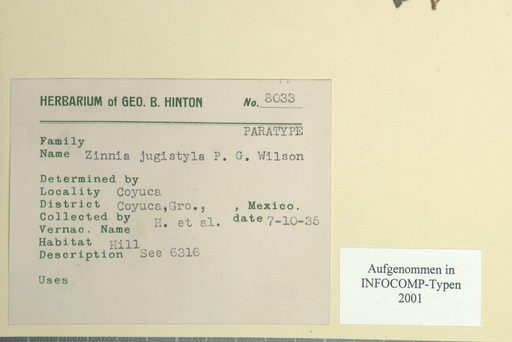 HERBARIUM of GEO. B. HINTON No. 8033
PARATYPE
Family
Name Zinnia jugistyla P. G. Wilson
Determined by
Locality Coyuca
District Coyuca,Gro., , Mexico.
Collected by H. et al. date 7-10-35
Vernac. Name
Habitat Hill
Description See 6316
Uses
Aufgenommen in
INFOCOMP-Typen
2001